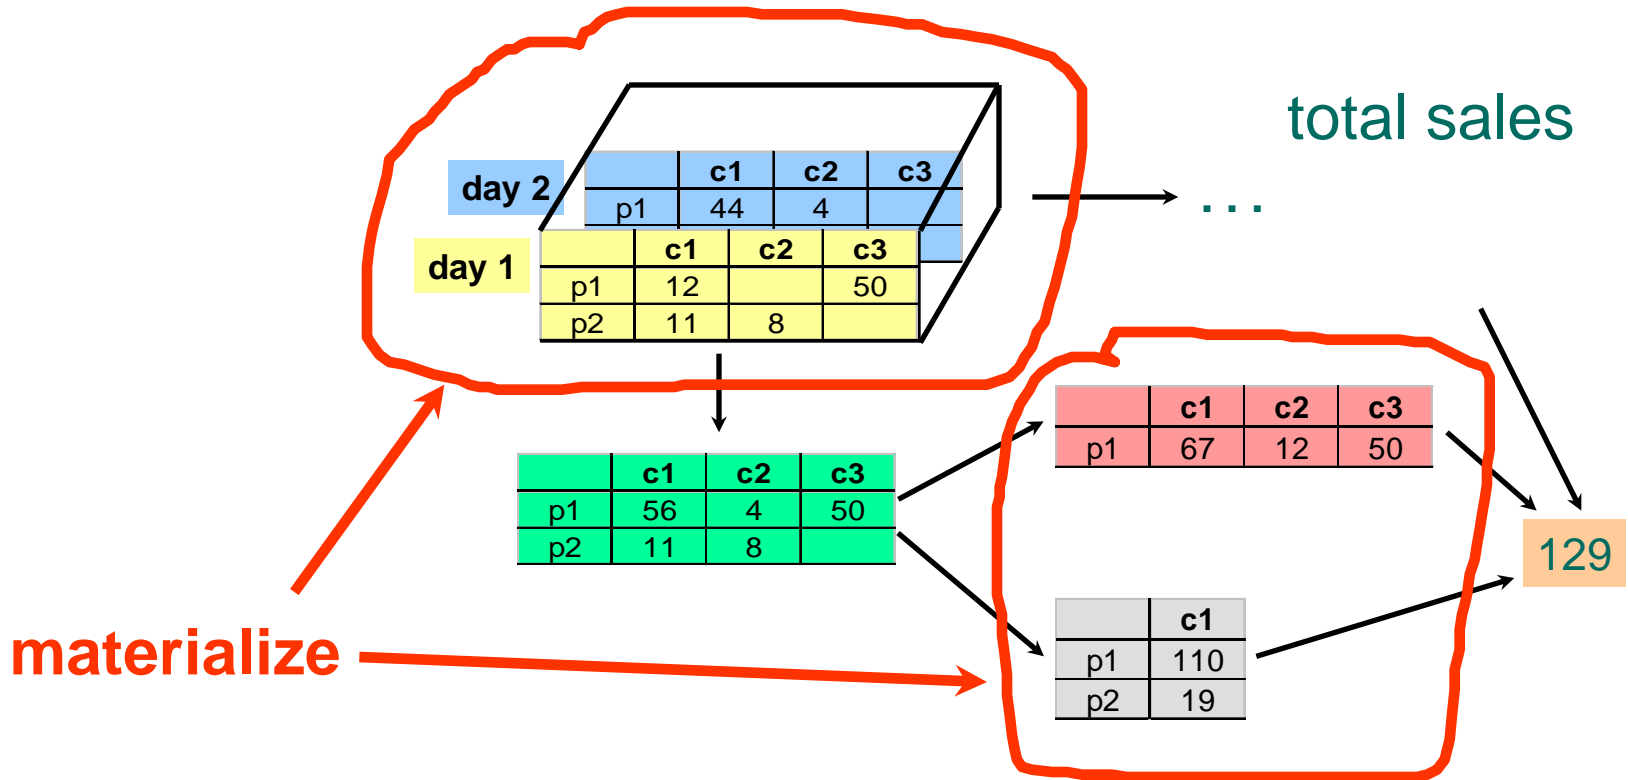 total sales
day 2
c1 c2 c3
p1 44 4
...
day 1
c1 c2 c3
p1 12 50
p2 11 8
c1 c2 c3
p1 67 12 50
c1 c2 c3
p1 56 4 50
p2 11 8
129
materialize
c1
p1 110
p2 19